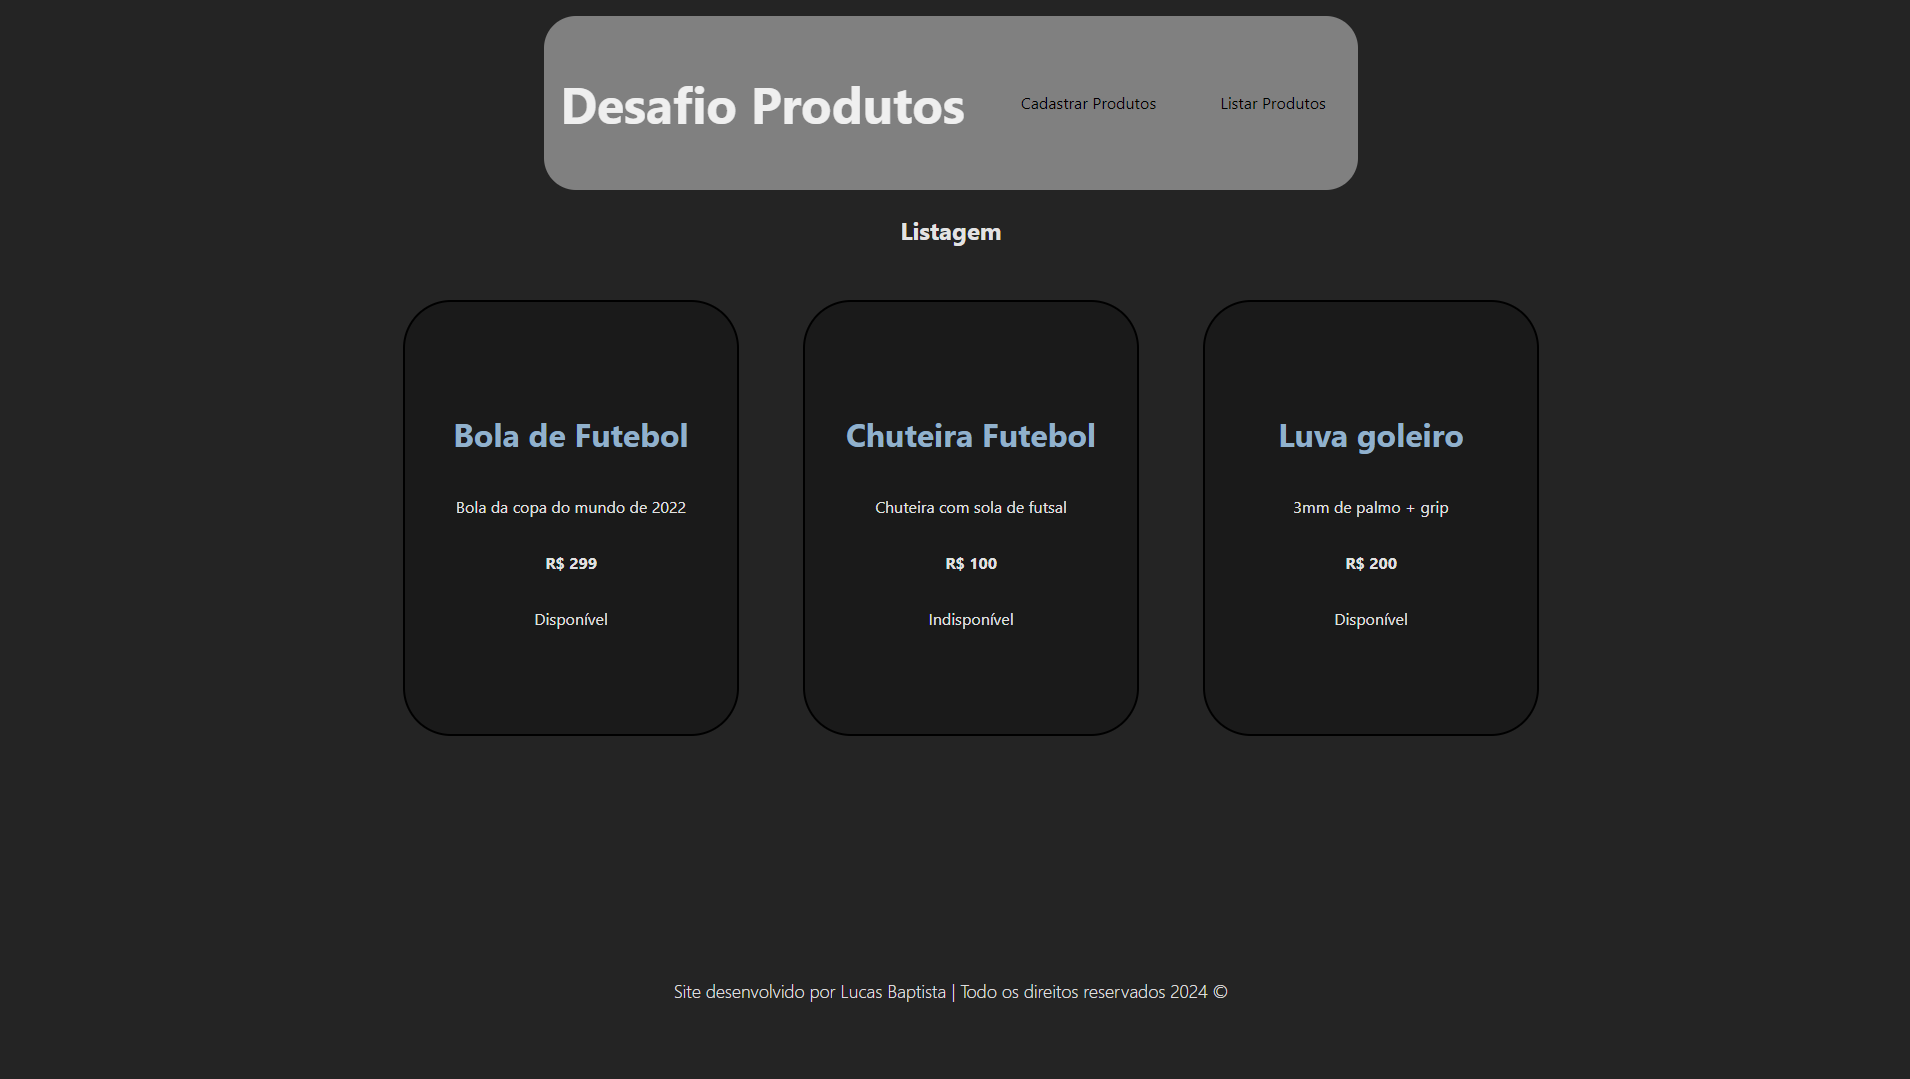 Desafio Produtos
Cadastrar Produtos
Listar Produtos
Listagem
Bola de Futebol
Bola da copa do mundo de 2022
R$ 299
Disponível
Chuteira Futebol
Chuteira com sola de futsal
R$ 100
Indisponível
Luva goleiro
3mm de palmo + grip
R$ 200
Disponível
Site desenvolvido por Lucas Baptista | Todo os direitos reservados 2024 ©